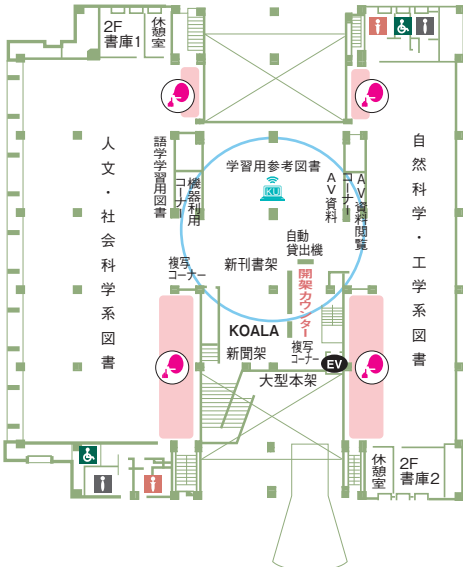 2F
書庫1
休憩室
人文・社会科学系図書
語学学習用図書
機器利用
コーナー
学習用参考図書
KU
AV資料
AV資料閲覧
コーナー
自然科学・工学系図書
複写
コーナー
新刊書架
自動
貸出機
開架カウンター
KOALA
新聞架
複写
コーナー
EV
大型本架
休憩室
2F
書庫2